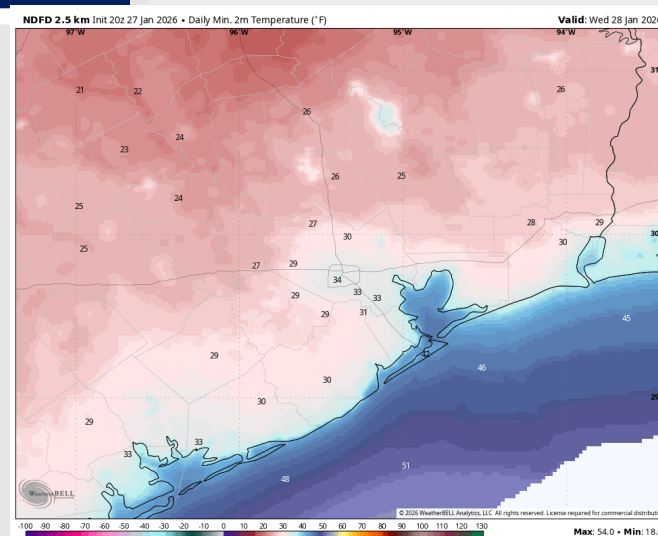 NDFD 2.5 km Init 20z 27 Jan 2026 • Daily Min. 2m Temperature (°F)
Valid: Wed 28 Jan 202
97°W 96°W 95°W 94°W
31
21 22 26 26
24
23
26 25
24
25
27 28 29
30 30 30
25
27 29
34
29 33 33
29 31 45
42
29 46
30
30 29
29
33
33
51
48
WEATHERBELL
© 2026 WeatherBELL Analytics, LLC. All rights reserved. License required for commercial distributi
-100 -90 -80 -70 -60 -50 -40 -30 -20 -10 0 10 20 30 40 50 60 70 80 90 100 110 120 130
Max: 54.0 • Min: 18.